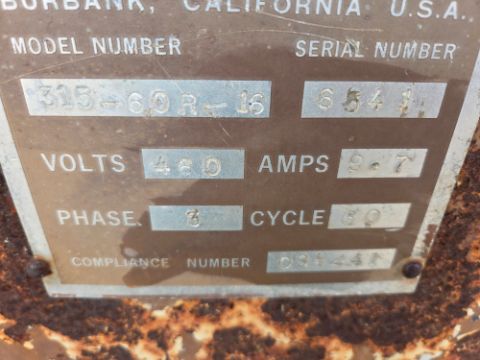 BURBANK, CALIFORNIA U.S.A.
MODEL NUMBER SERIAL NUMBER
315-60R-16 6541
VOLTS 460 AMPS 9.7
PHASE 3 CYCLE 60
COMPLIANCE NUMBER